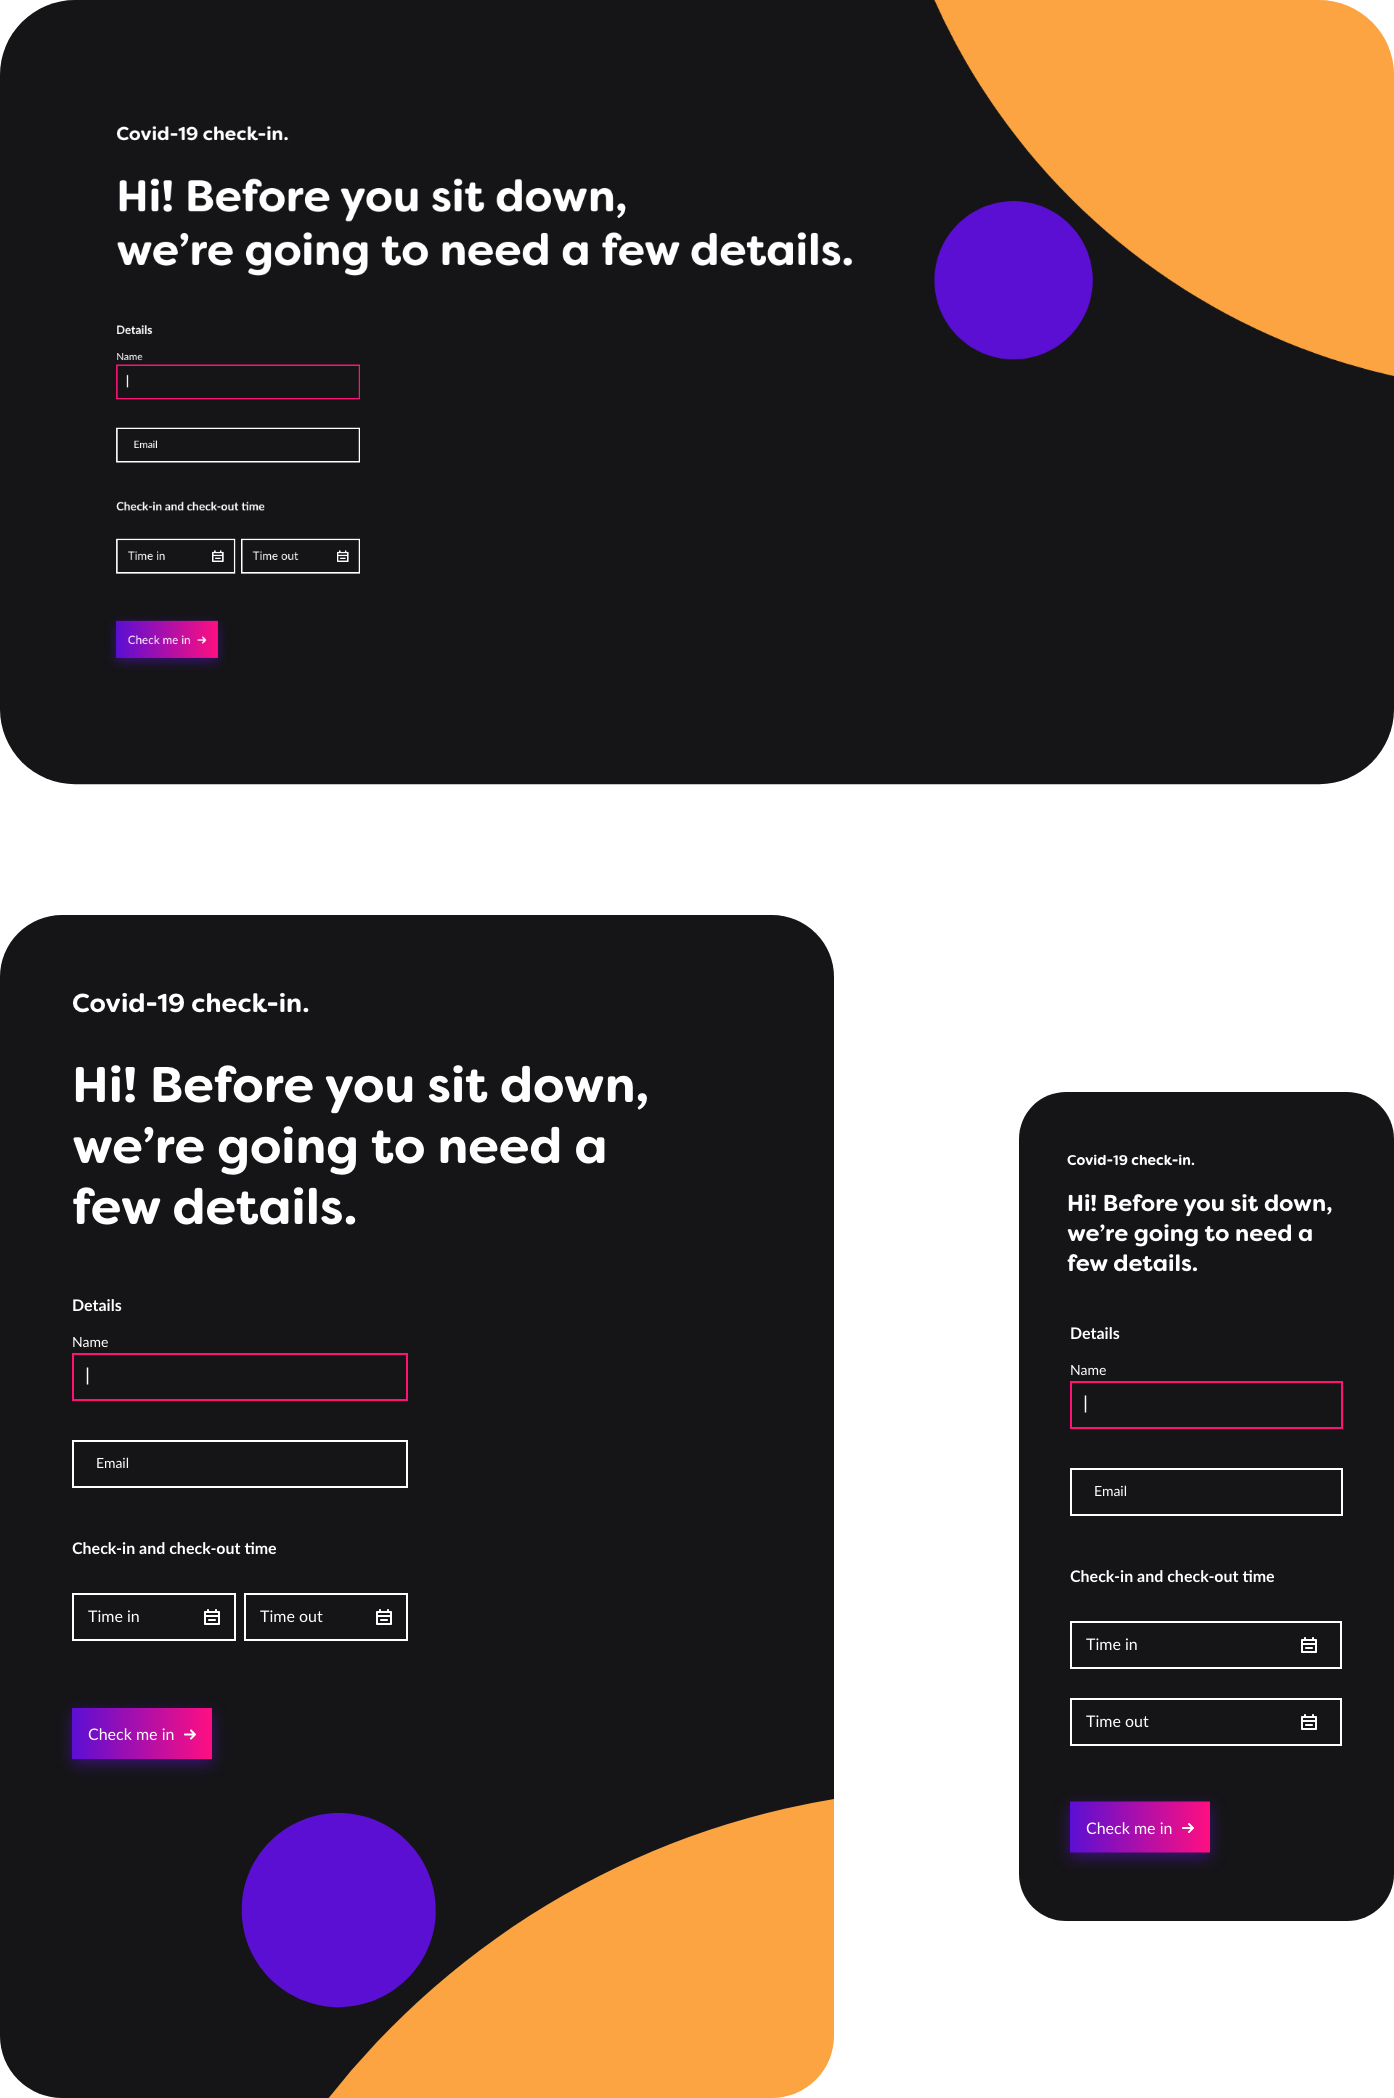 Covid-19 check-in.
Hi! Before you sit down,
we’re going to need a few details.
Details
Name
Email
Check-in and check-out time
Time in
Time out
Check me in
Covid-19 check-in.
Hi! Before you sit down,
we’re going to need a
few details.
Details
Name
Email
Check-in and check-out time
Time in
Time out
Check me in
Covid-19 check-in.
Hi! Before you sit down,
we’re going to need a
few details.
Details
Name
Email
Check-in and check-out time
Time in
Time out
Check me in